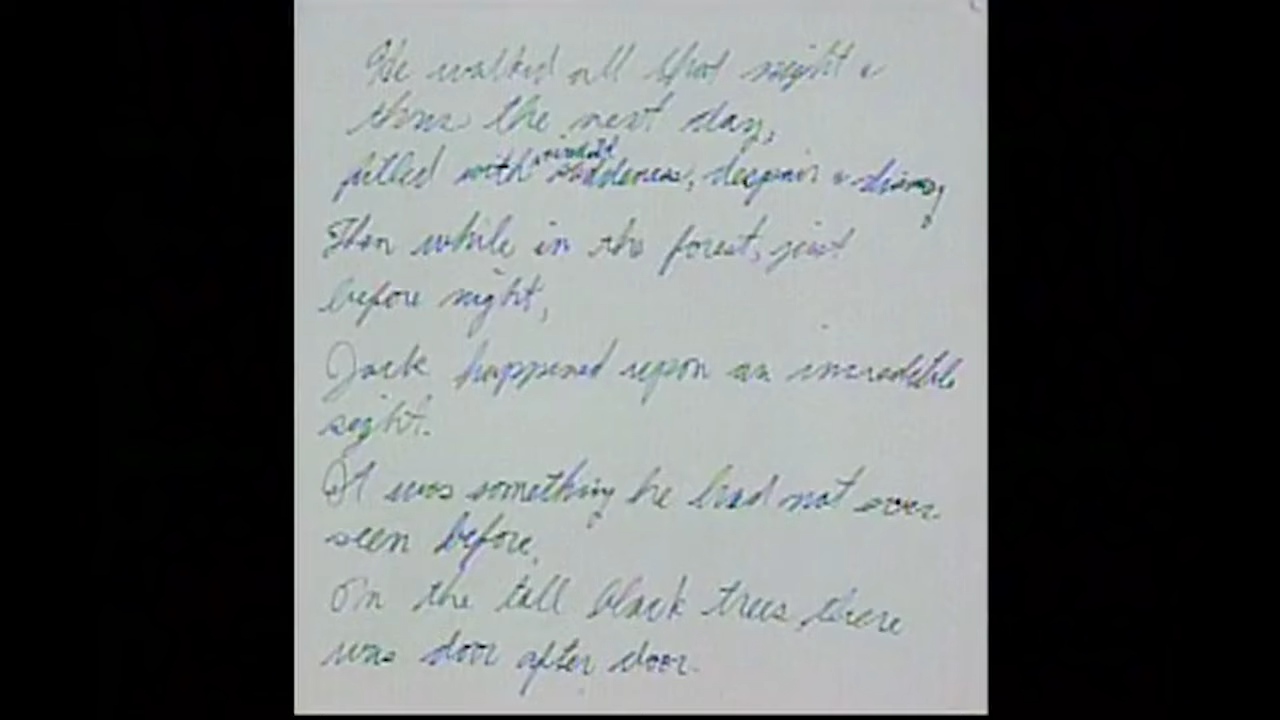 He walked all that night &
thru the next day,
filled with sadness, despair & dismay
Then while in the forest, just
before night,
Jack happened upon an incredible
sight.
It was something he had not ever
seen before.
On the tall black trees there
was door after door.